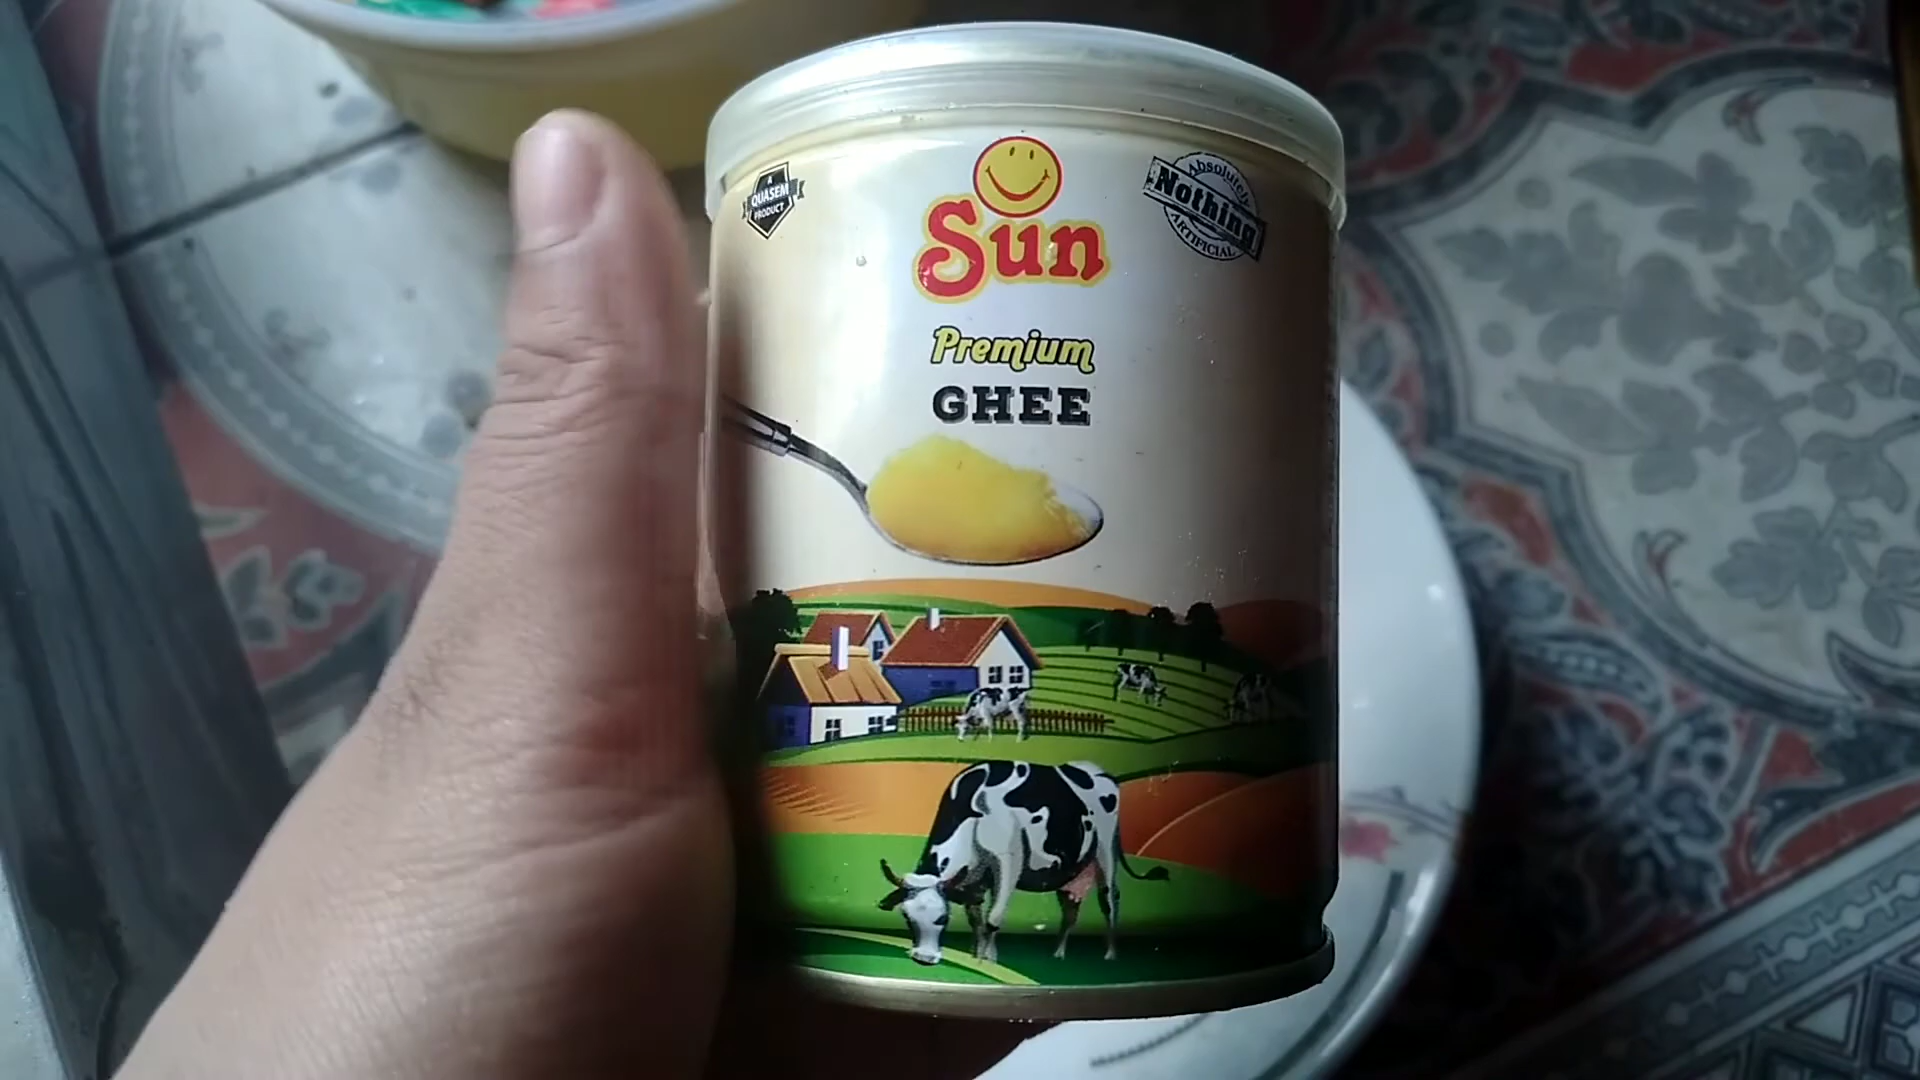 A
QUASEM
PRODUCT
Sun
Absolutely
Nothing
ARTIFICIAL
Premium
GHEE